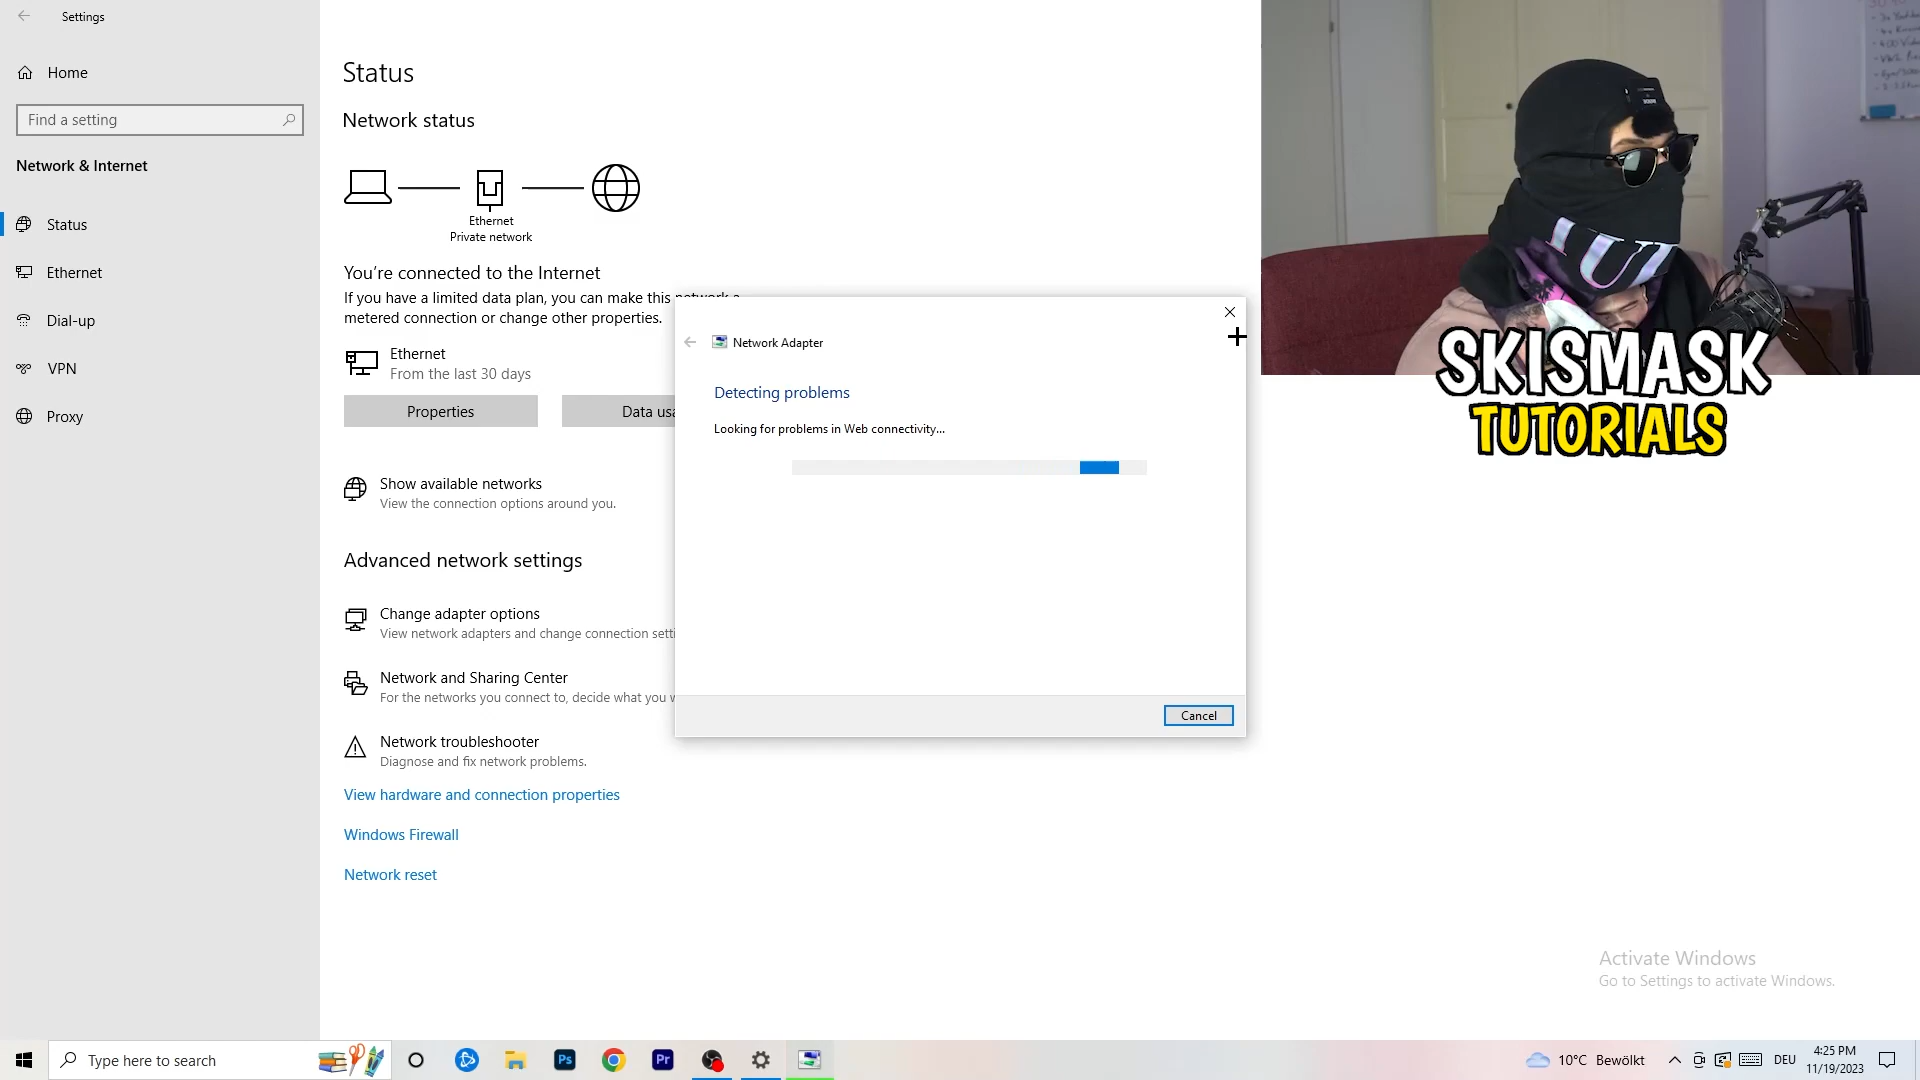 Settings
Home
Find a setting
Network & Internet
Status
Ethernet
Dial-up
VPN
Proxy
Status
Network status
Ethernet
Private network
You're connected to the Internet
If you have a limited data plan, you can make this
metered connection or change other properties.
Ethernet
From the last 30 days
Properties
Data usa
Show available networks
View the connection options around you.
Advanced network settings
Change adapter options
View network adapters and change connection setti
Network and Sharing Center
For the networks you connect to, decide what you w
Network troubleshooter
Diagnose and fix network problems.
View hardware and connection properties
Windows Firewall
Network reset
Network Adapter
Detecting problems
Looking for problems in Web connectivity...
Cancel
SKISMASK
TUTORIALS
Activate Windows
Go to Settings to activate Windows.
Type here to search
Ps
Pr
10°C Bewölkt
DEU
4:25 PM
11/19/2023